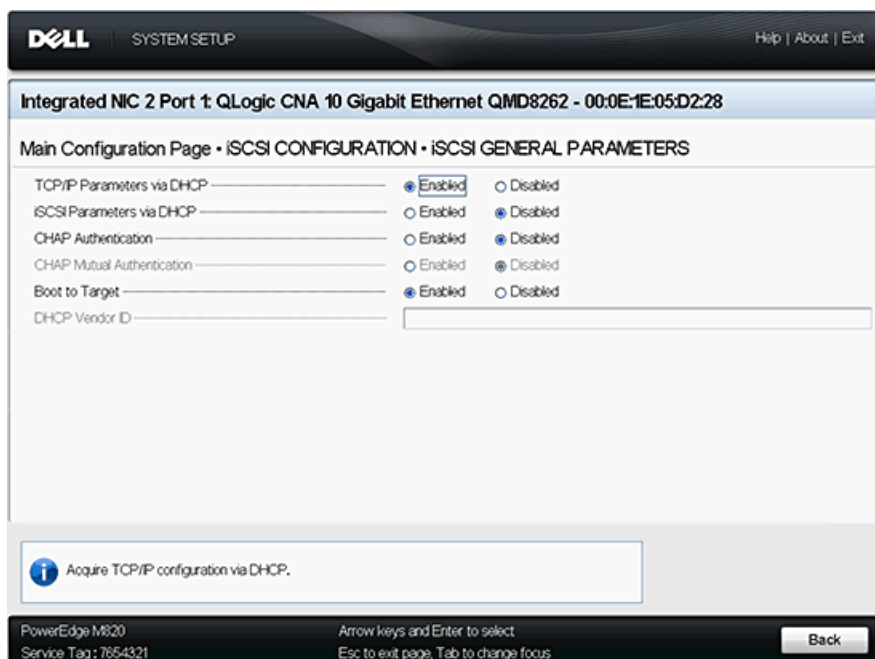 DELL SYSTEM SETUP Help | About | Exit
Integrated NIC 2 Port 1: QLogic CNA 10 Gigabit Ethernet QMD8262 - 00:0E:1E:05:D2:28
Main Configuration Page • iSCSI CONFIGURATION • iSCSI GENERAL PARAMETERS
TCP/IP Parameters via DHCP Enabled Disabled
iSCSI Parameters via DHCP Enabled Disabled
CHAP Authentication Enabled Disabled
CHAP Mutual Authentication Enabled Disabled
Boot to Target Enabled Disabled
DHCP Vendor ID
Acquire TCP/IP configuration via DHCP.
PowerEdge M820 Arrow keys and Enter to select
Service Tag : 7654321 Esc to exit page, Tab to change focus Back